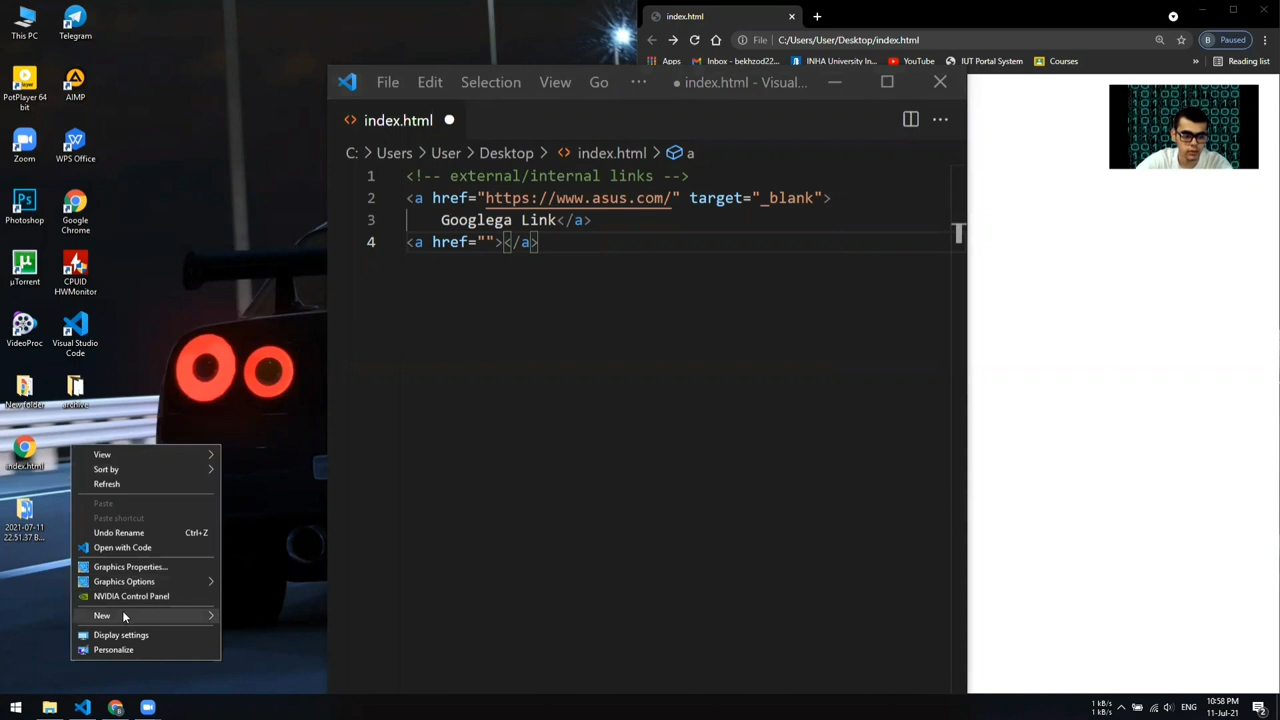 This PC
Telegram
PotPlayer 64
bit
AIMP
Zoom
WPS Office
Photoshop
Google
Chrome
µTorrent
CPUID
HWMonitor
VideoProc
Visual Studio
Code
New folder
archive
index.html
2021-07-11
22.51.37 B...
View
Sort by
Refresh
Paste
Paste shortcut
Undo Rename Ctrl+Z
Open with Code
Graphics Properties...
Graphics Options
NVIDIA Control Panel
New
Display settings
Personalize
File Edit Selection View Go ··· ● index.html - Visual...
index.html
C: > Users > User > Desktop > index.html > a
1 <!-- external/internal links -->
2 <a href="https://www.asus.com/" target="_blank">
3 Googlega Link</a>
4 <a href=""></a>
index.html
File C:/Users/User/Desktop/index.html B Paused
Apps Inbox - bekhzod22... INHA University In... YouTube IUT Portal System Courses » Reading list
T
1 kB/s
1 kB/s
ENG
10:58 PM
11-Jul-21
2